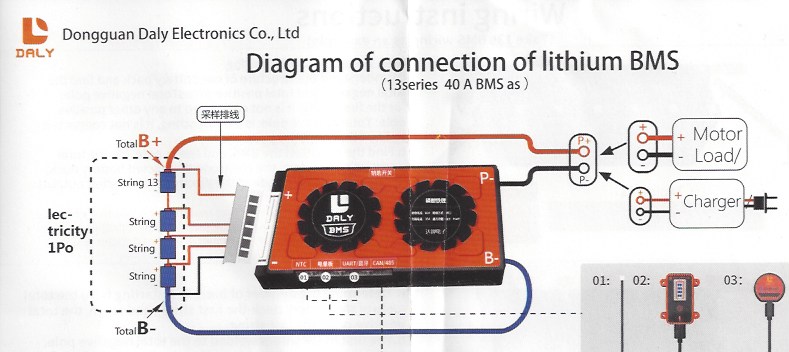 DALY
Dongguan Daly Electronics Co., Ltd
Diagram of connection of lithium BMS
(13series 40 A BMS as )
采样排线
Total B+
String 13
String
String
String
lec-
tricity
1Po
Total B-
+
-
DALY
BMS
P-
B-
NTC
UART/蓝牙
CAN/485
01
02
03
P+
P-
+
-
+
-
Motor
Load/
+
-
+
-
Charger
01:
02:
03: